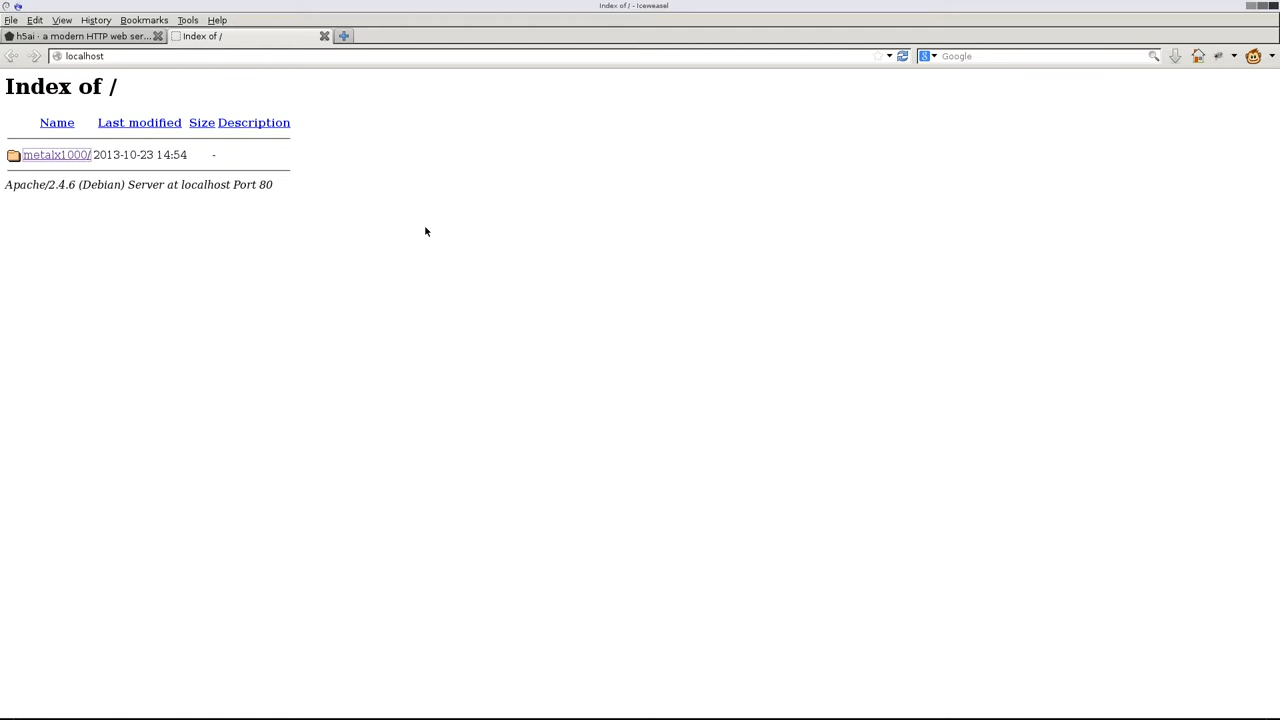 Index of / - Iceweasel
File Edit View History Bookmarks Tools Help
h5ai - a modern HTTP web ser... Index of /
localhost Google
Index of /
Name Last modified Size Description
metalx1000/ 2013-10-23 14:54 -
Apache/2.4.6 (Debian) Server at localhost Port 80